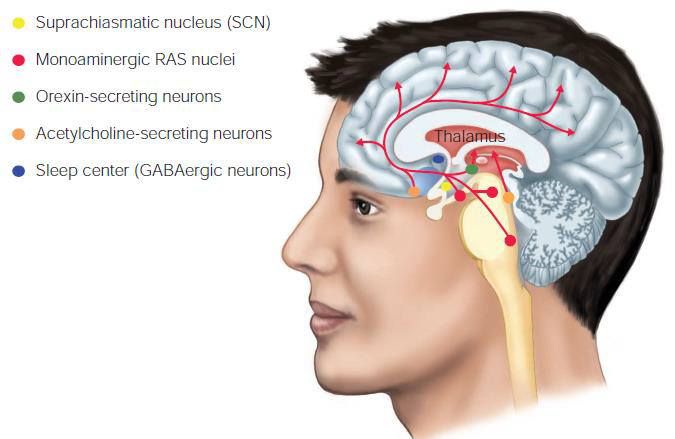 Suprachiasmatic nucleus (SCN)
Monoaminergic RAS nuclei
Orexin-secreting neurons
Acetylcholine-secreting neurons
Sleep center (GABAergic neurons)
Thalamus